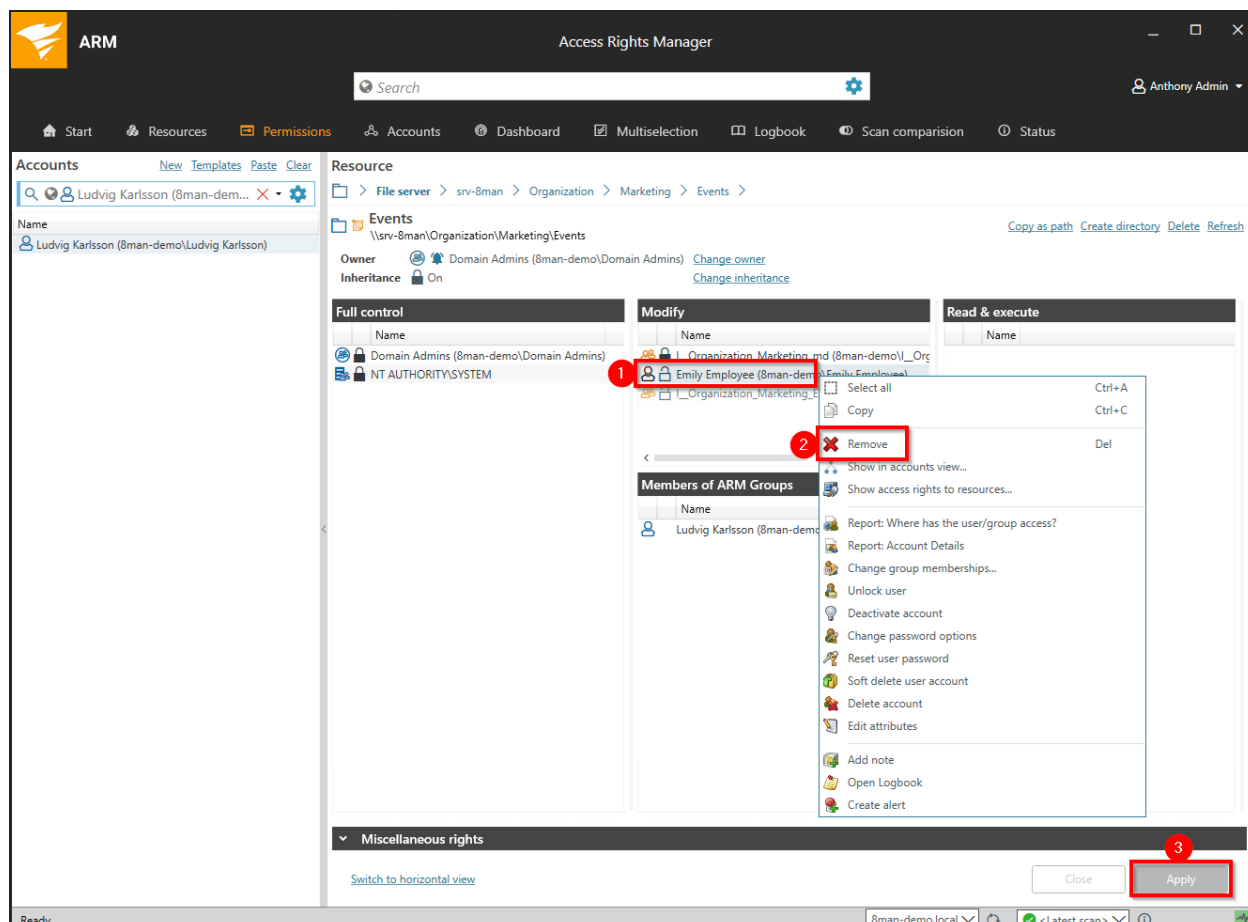 ARM
Access Rights Manager
Search
Anthony Admin
Start Resources Permissions Accounts Dashboard Multiselection Logbook Scan comparision Status
Accounts New Templates Paste Clear
Ludvig Karlsson (8man-dem...
Name
Ludvig Karlsson (8man-demo\Ludvig Karlsson)
Resource
> File server > srv-8man > Organization > Marketing > Events >
Events
\\srv-8man\Organization\Marketing\Events
Copy as path Create directory Delete Refresh
Owner Domain Admins (8man-demo\Domain Admins) Change owner
Inheritance On Change inheritance
Full control
Name
Domain Admins (8man-demo\Domain Admins)
NT AUTHORITY\SYSTEM
Modify
Name
l__Organization_Marketing_md (8man-demo\l__Org
1
Emily Employee (8man-demo\Emily Employee)
l__Organization_Marketing_E
Members of ARM Groups
Name
Ludvig Karlsson (8man-demo
Read & execute
Name
Select all Ctrl+A
Copy Ctrl+C
2
Remove Del
Show in accounts view...
Show access rights to resources...
Report: Where has the user/group access?
Report: Account Details
Change group memberships...
Unlock user
Deactivate account
Change password options
Reset user password
Soft delete user account
Delete account
Edit attributes
Add note
Open Logbook
Create alert
Miscellaneous rights
3
Switch to horizontal view
Close Apply
Ready
8man-demo.local <Latest scan>